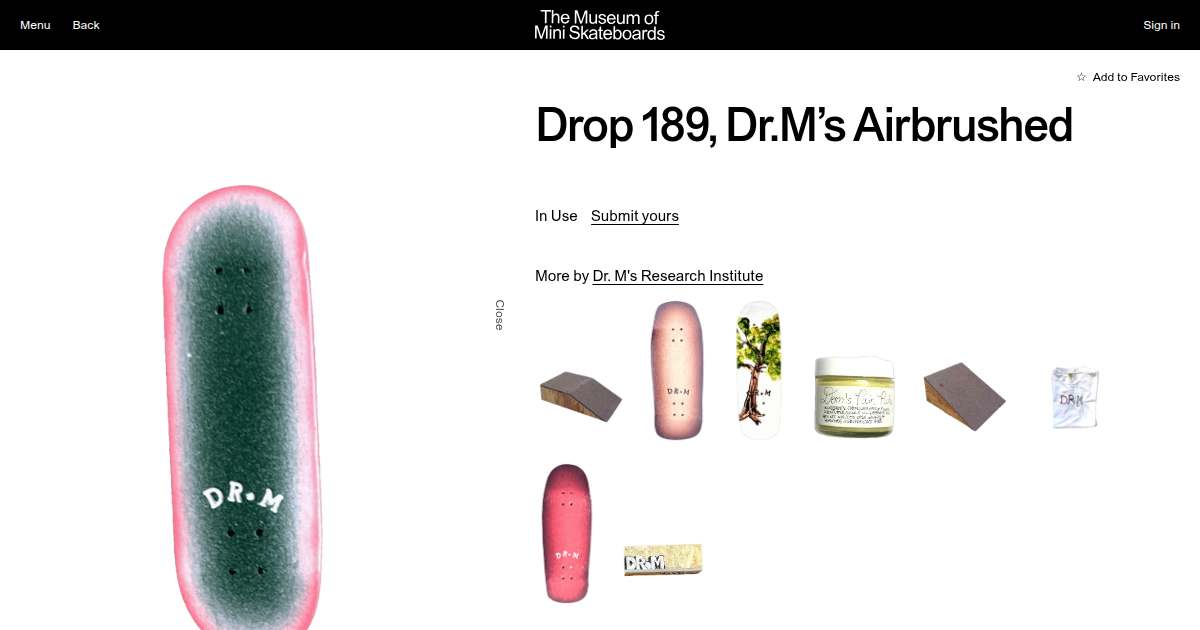 Menu
Back
The Museum of
Mini Skateboards
Sign in
☆ Add to Favorites
Drop 189, Dr.M’s Airbrushed
In Use Submit yours
More by Dr. M's Research Institute
Close
DR•M
DR•M
DRM
DR•M
DR•M